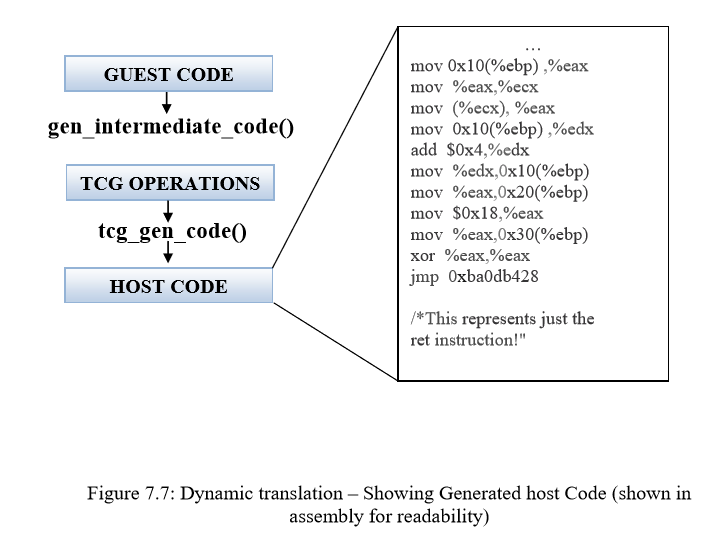 GUEST CODE
gen_intermediate_code()
TCG OPERATIONS
tcg_gen_code()
HOST CODE
...
mov 0x10(%ebp) ,%eax
mov %eax,%ecx
mov (%ecx), %eax
mov 0x10(%ebp) ,%edx
add $0x4,%edx
mov %edx,0x10(%ebp)
mov %eax,0x20(%ebp)
mov $0x18,%eax
mov %eax,0x30(%ebp)
xor %eax,%eax
jmp 0xba0db428
/*This represents just the
ret instruction!"
Figure 7.7: Dynamic translation – Showing Generated host Code (shown in
assembly for readability)